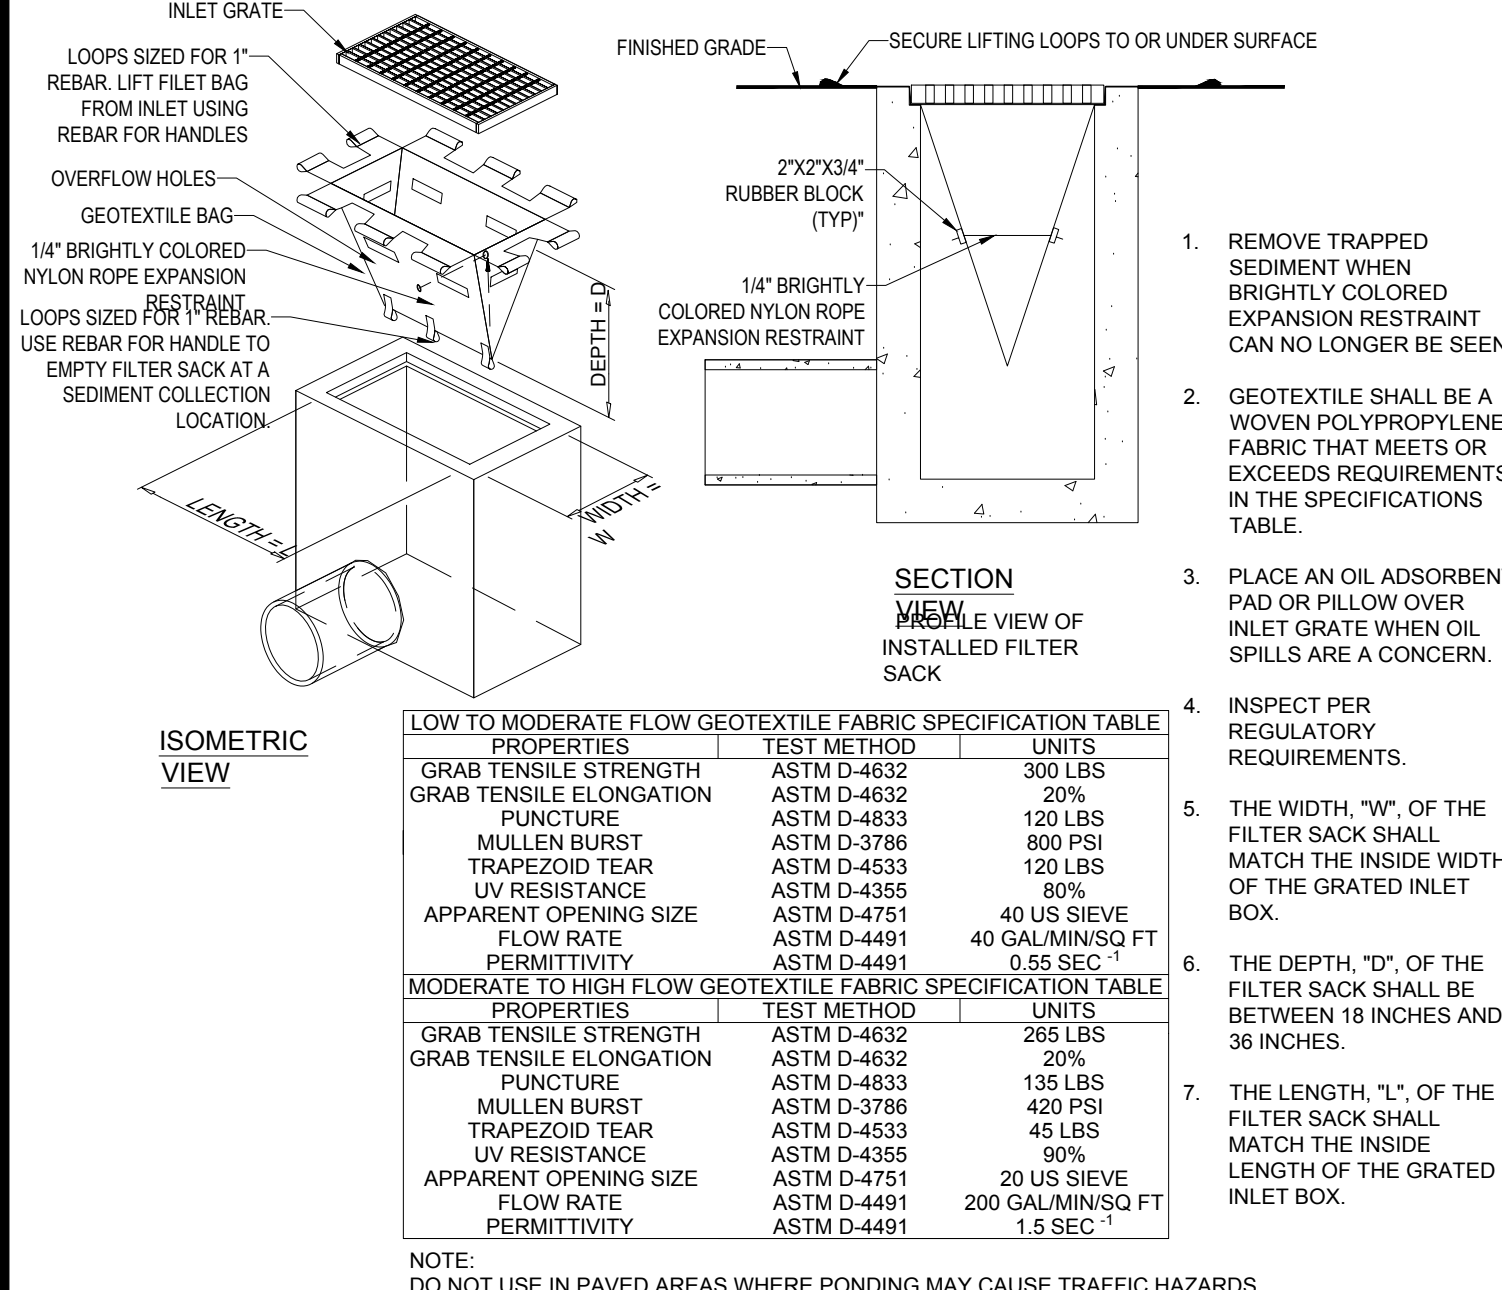 INLET GRATE
LOOPS SIZED FOR 1"
REBAR. LIFT FILET BAG
FROM INLET USING
REBAR FOR HANDLES
OVERFLOW HOLES
GEOTEXTILE BAG
1/4" BRIGHTLY COLORED
NYLON ROPE EXPANSION
RESTRAINT
LOOPS SIZED FOR 1" REBAR.
USE REBAR FOR HANDLE TO
EMPTY FILTER SACK AT A
SEDIMENT COLLECTION
LOCATION.
DEPTH = D
LENGTH = L
WIDTH =
W
ISOMETRIC
VIEW
FINISHED GRADE
SECURE LIFTING LOOPS TO OR UNDER SURFACE
2"X2"X3/4"
RUBBER BLOCK
(TYP)"
1/4" BRIGHTLY
COLORED NYLON ROPE
EXPANSION RESTRAINT
SECTION
VIEW
PROFILE VIEW OF
INSTALLED FILTER
SACK
LOW TO MODERATE FLOW GEOTEXTILE FABRIC SPECIFICATION TABLE
PROPERTIES TEST METHOD UNITS
GRAB TENSILE STRENGTH ASTM D-4632 300 LBS
GRAB TENSILE ELONGATION ASTM D-4632 20%
PUNCTURE ASTM D-4833 120 LBS
MULLEN BURST ASTM D-3786 800 PSI
TRAPEZOID TEAR ASTM D-4533 120 LBS
UV RESISTANCE ASTM D-4355 80%
APPARENT OPENING SIZE ASTM D-4751 40 US SIEVE
FLOW RATE ASTM D-4491 40 GAL/MIN/SQ FT
PERMITTIVITY ASTM D-4491 0.55 SEC -1
MODERATE TO HIGH FLOW GEOTEXTILE FABRIC SPECIFICATION TABLE
PROPERTIES TEST METHOD UNITS
GRAB TENSILE STRENGTH ASTM D-4632 265 LBS
GRAB TENSILE ELONGATION ASTM D-4632 20%
PUNCTURE ASTM D-4833 135 LBS
MULLEN BURST ASTM D-3786 420 PSI
TRAPEZOID TEAR ASTM D-4533 45 LBS
UV RESISTANCE ASTM D-4355 90%
APPARENT OPENING SIZE ASTM D-4751 20 US SIEVE
FLOW RATE ASTM D-4491 200 GAL/MIN/SQ FT
PERMITTIVITY ASTM D-4491 1.5 SEC -1
NOTE:
DO NOT USE IN PAVED AREAS WHERE PONDING MAY CAUSE TRAFFIC HAZARDS
1. REMOVE TRAPPED
SEDIMENT WHEN
BRIGHTLY COLORED
EXPANSION RESTRAINT
CAN NO LONGER BE SEEN
2. GEOTEXTILE SHALL BE A
WOVEN POLYPROPYLENE
FABRIC THAT MEETS OR
EXCEEDS REQUIREMENTS
IN THE SPECIFICATIONS
TABLE.
3. PLACE AN OIL ADSORBENT
PAD OR PILLOW OVER
INLET GRATE WHEN OIL
SPILLS ARE A CONCERN.
4. INSPECT PER
REGULATORY
REQUIREMENTS.
5. THE WIDTH, "W", OF THE
FILTER SACK SHALL
MATCH THE INSIDE WIDTH
OF THE GRATED INLET
BOX.
6. THE DEPTH, "D", OF THE
FILTER SACK SHALL BE
BETWEEN 18 INCHES AND
36 INCHES.
7. THE LENGTH, "L", OF THE
FILTER SACK SHALL
MATCH THE INSIDE
LENGTH OF THE GRATED
INLET BOX.